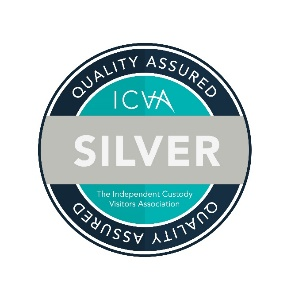 QUALITY ASSURED
ICVA
SILVER
The Independent Custody
Visitors Association
QUALITY ASSURED